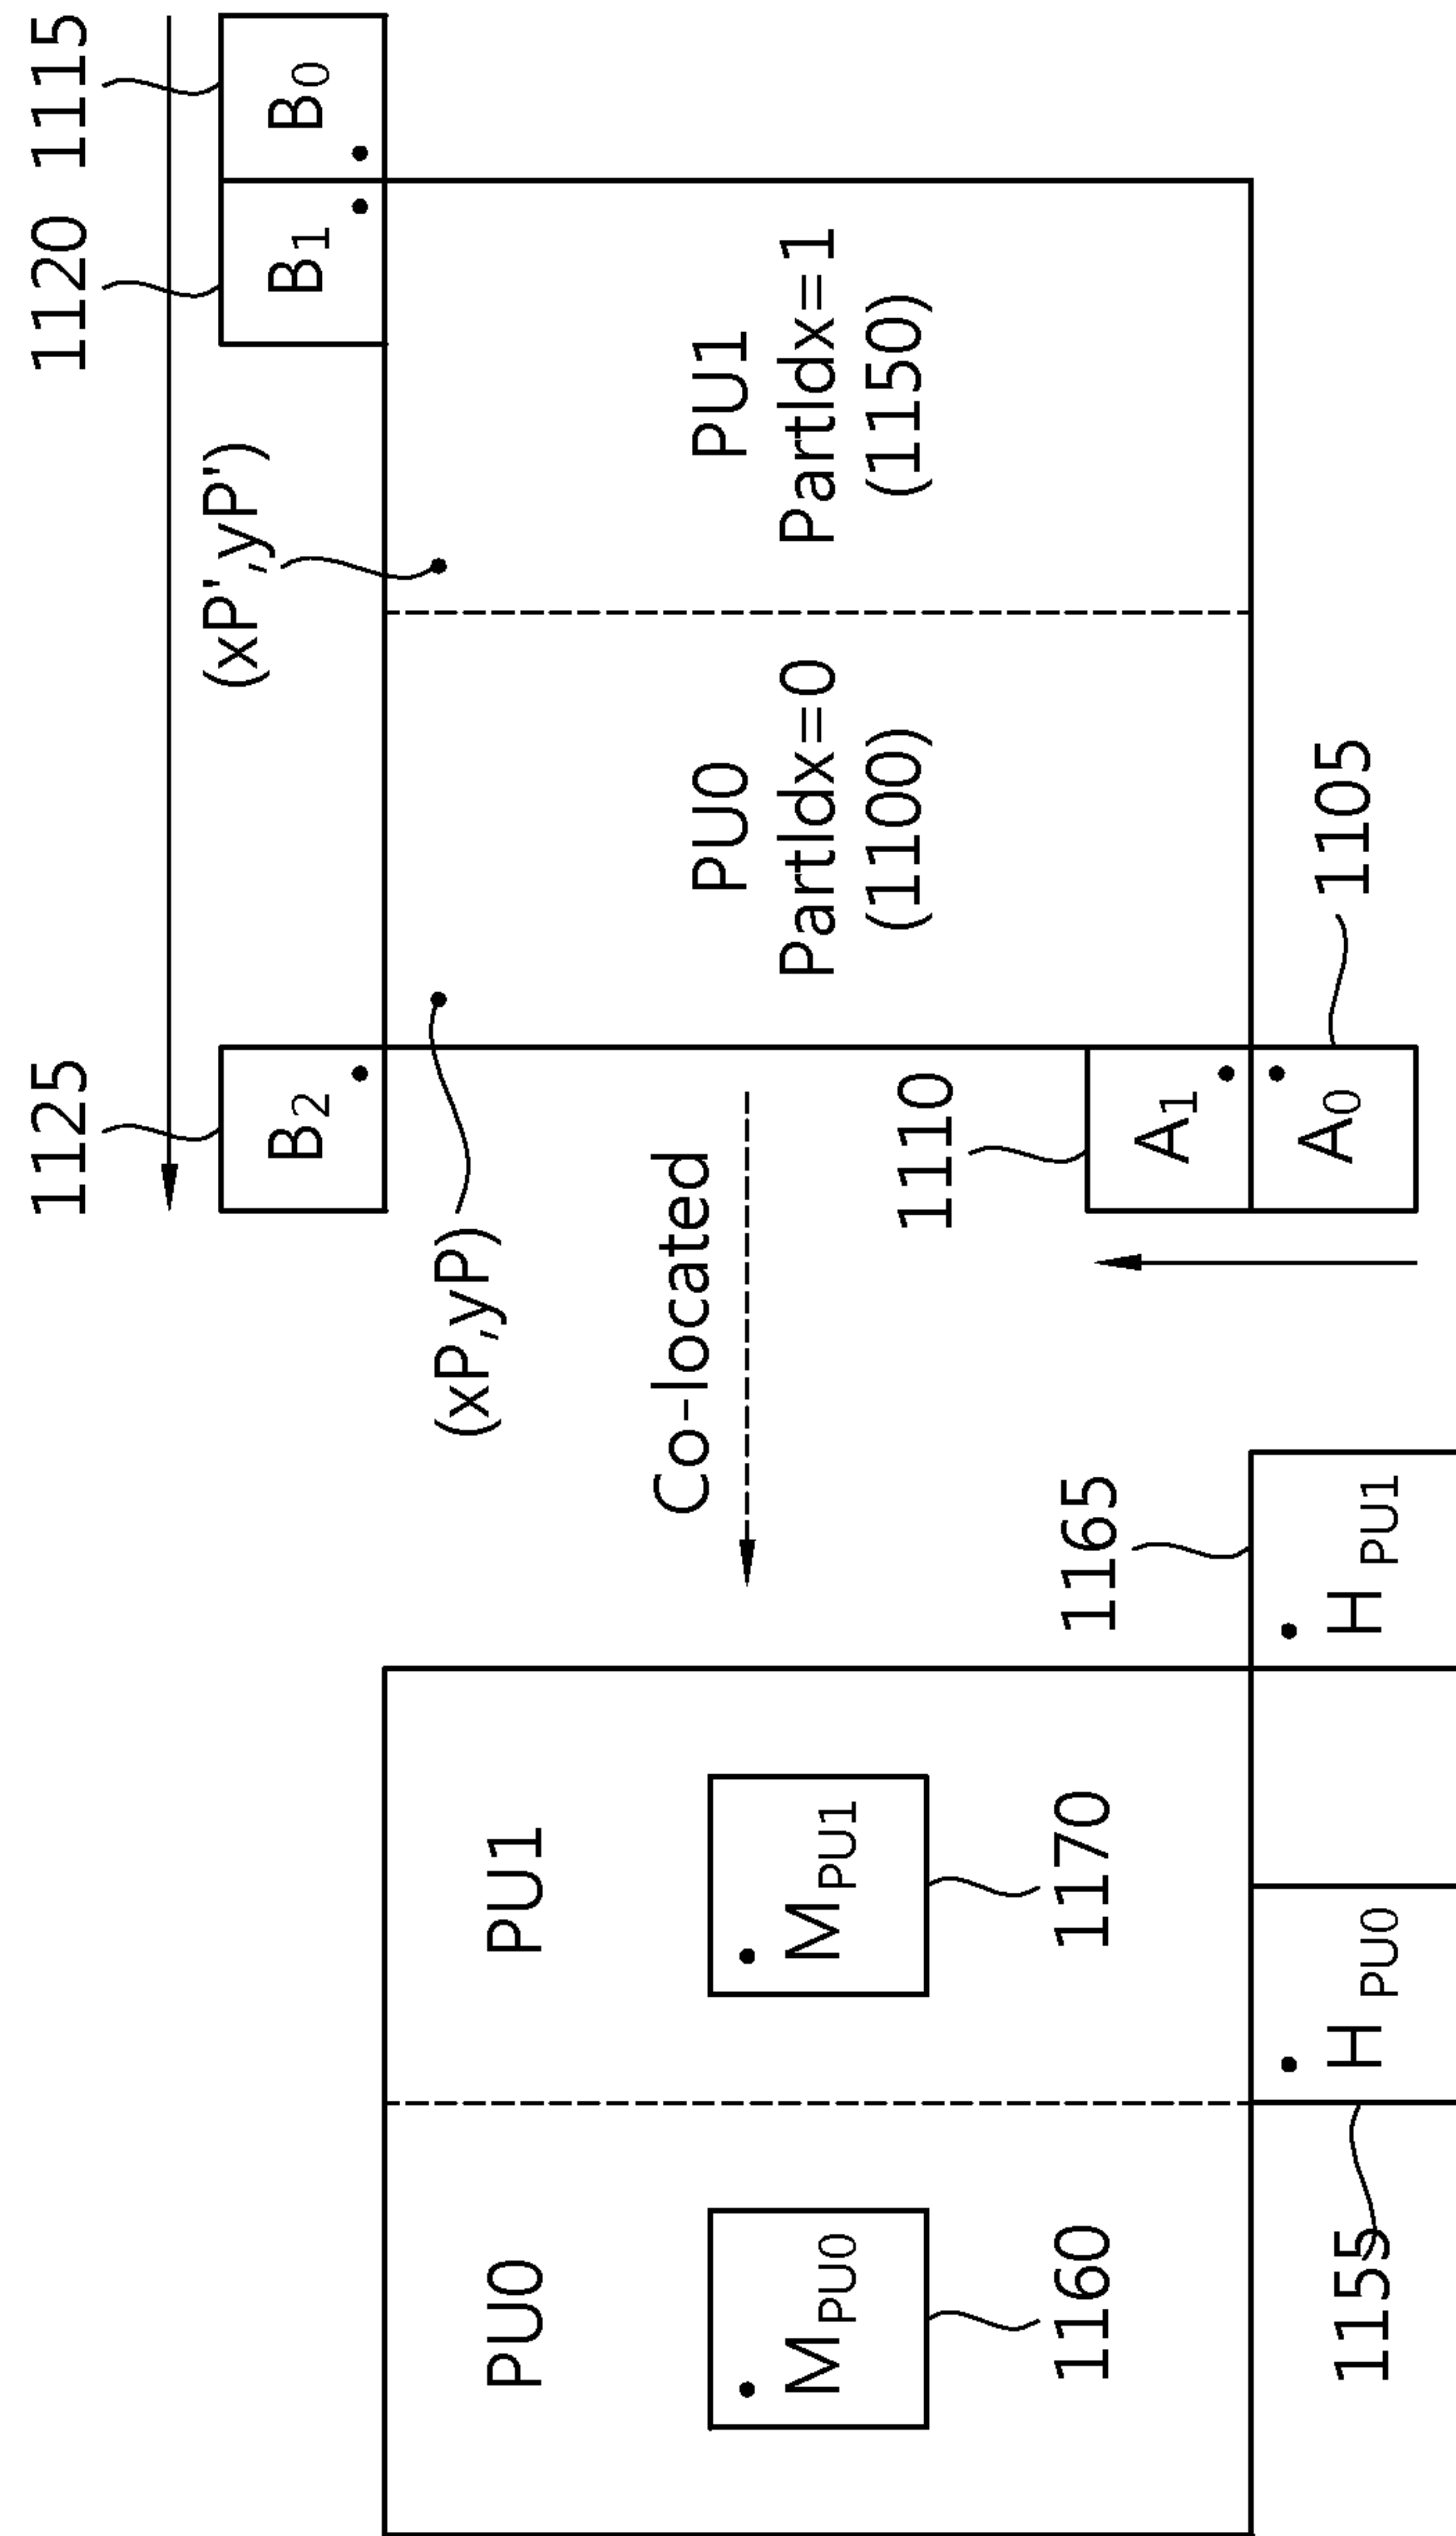 1125
1120
1115
B2
B1
B0
(xP',yP')
(xP,yP)
PU0
PartIdx=0
(1100)
PU1
PartIdx=1
(1150)
Co-located
1110
A1
A0
1105
PU0
PU1
MPU0
MPU1
1160
1170
1165
HPU0
HPU1
1155